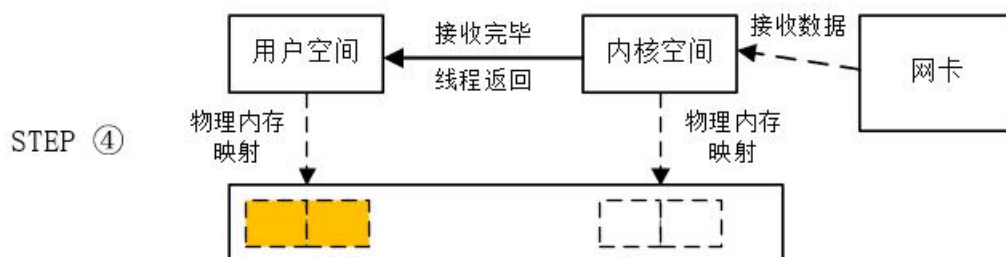 用户空间
接收完毕
线程返回
内核空间
接收数据
网卡
STEP ④
物理内存
映射
物理内存
映射